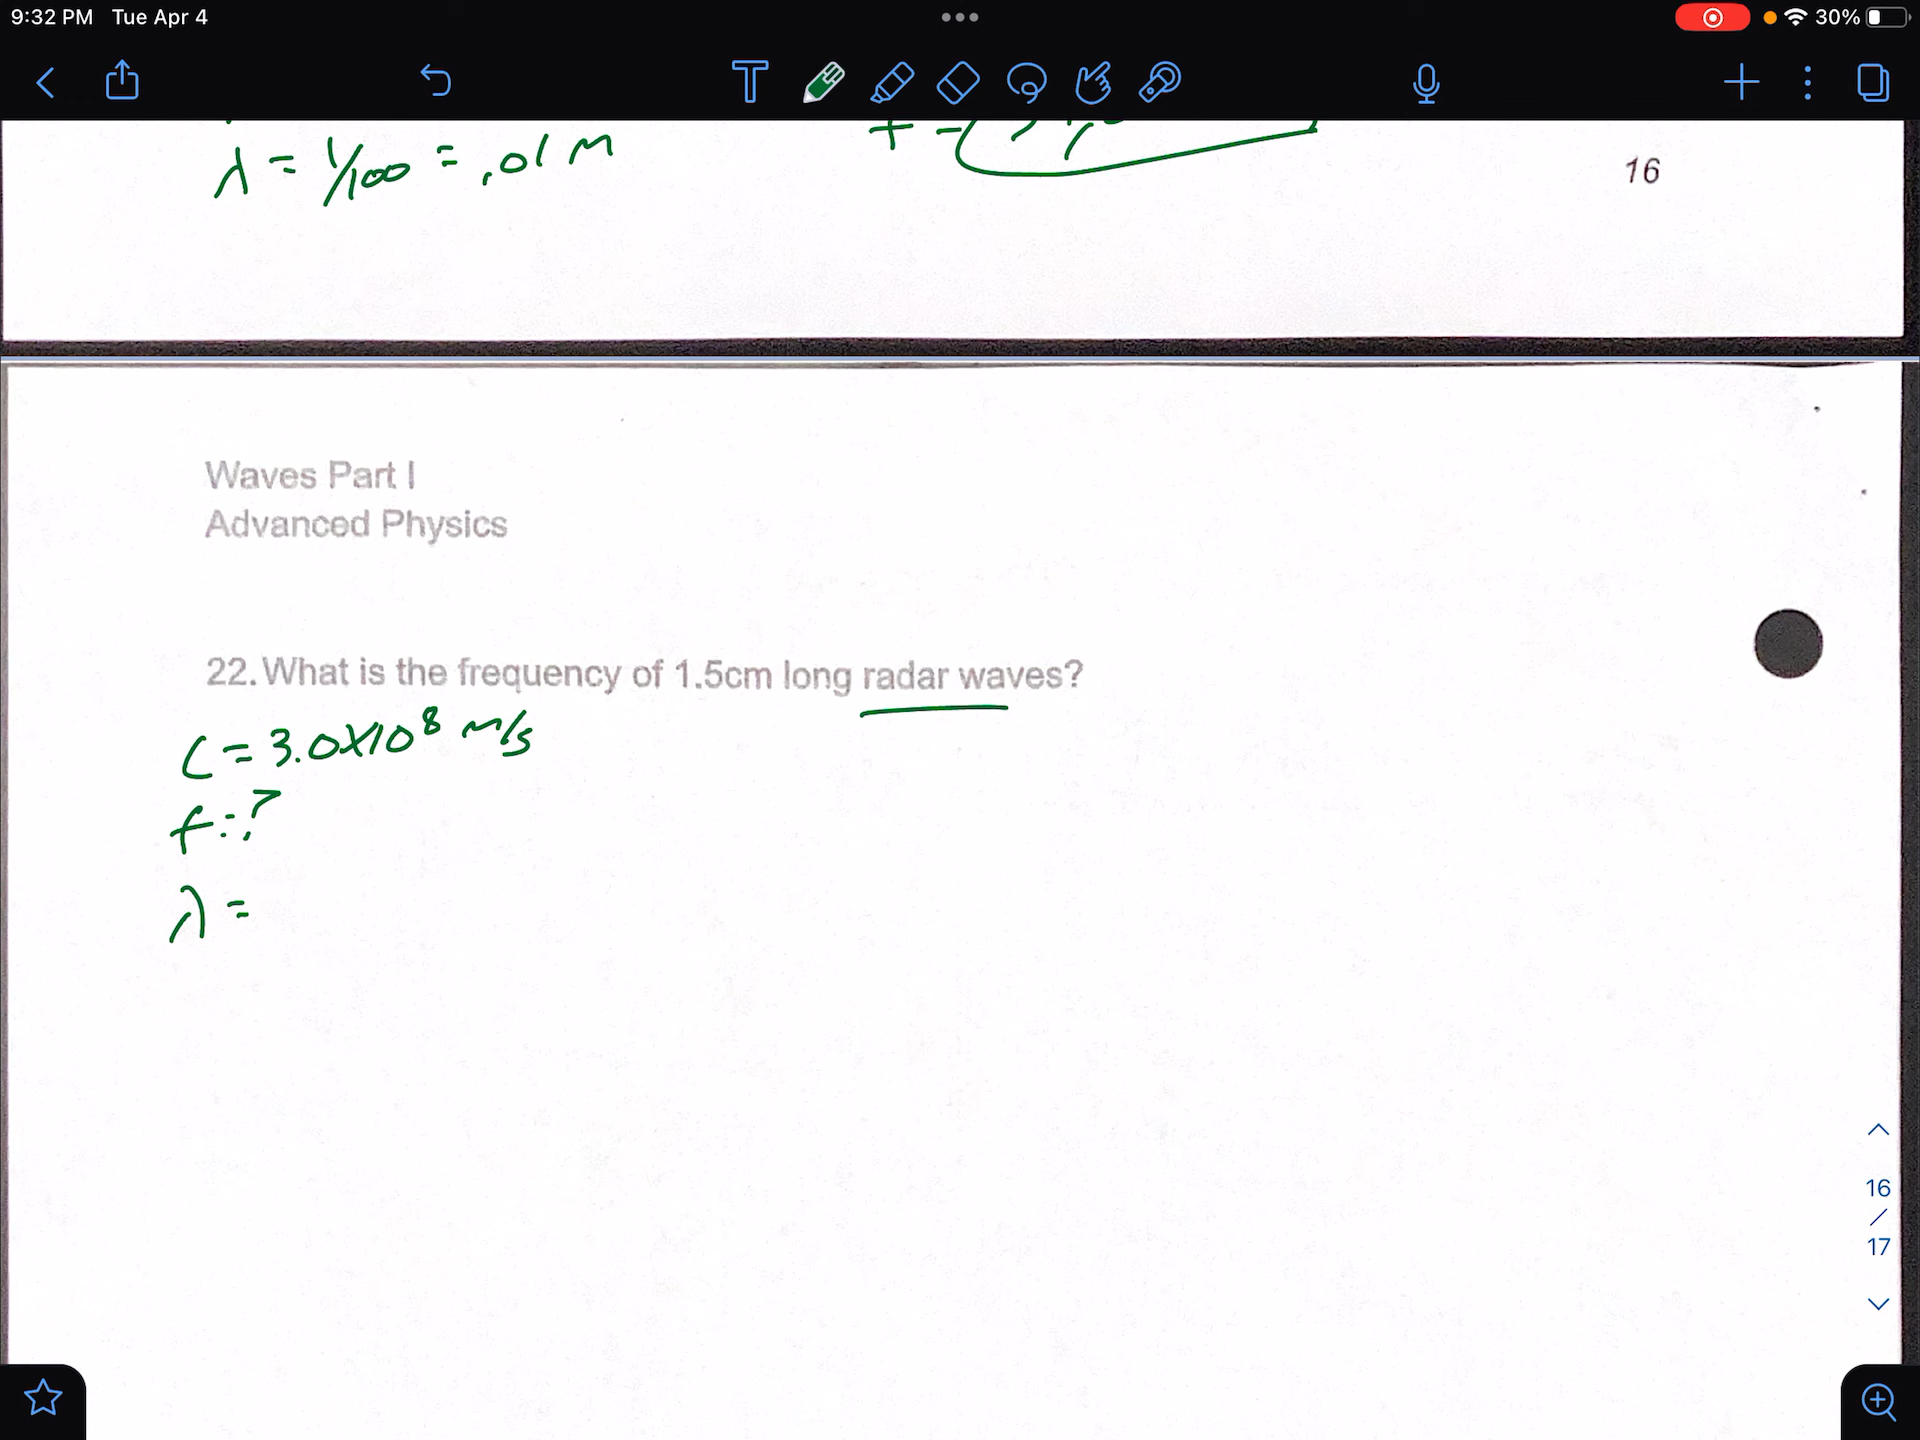 9:32 PM Tue Apr 4
30%
λ = 1/100 = .01 M
16
Waves Part I
Advanced Physics
22. What is the frequency of 1.5cm long radar waves?
C = 3.0X10⁸ M/s
f = ?
λ =
16
/
17